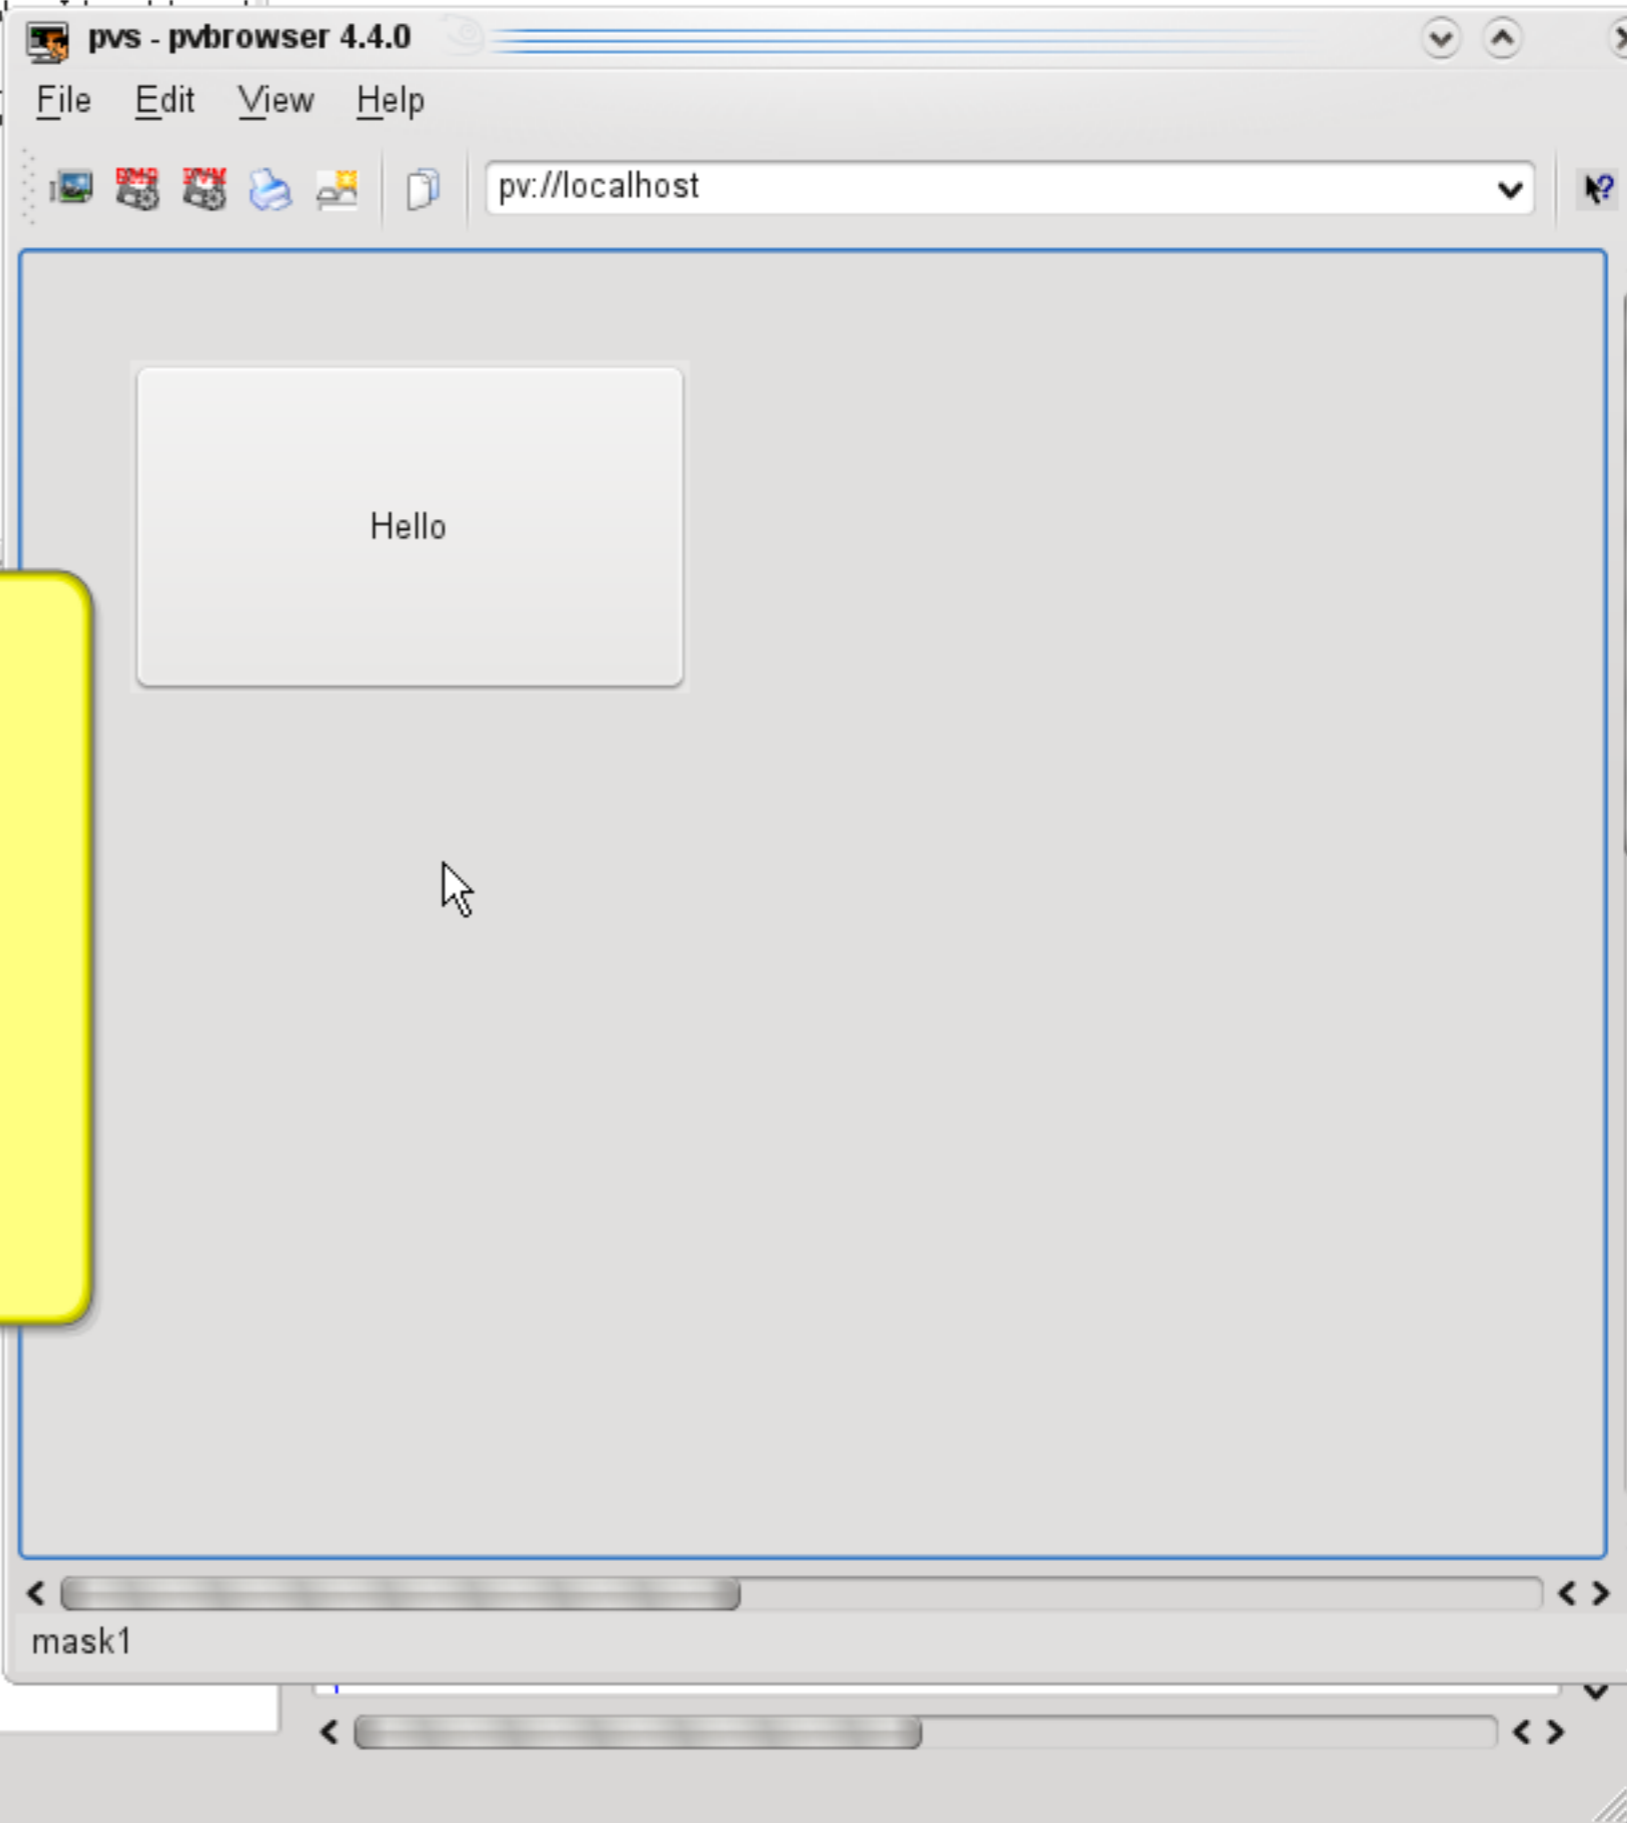 pvs - pvbrowser 4.4.0
File Edit View Help
pv://localhost
Hello
mask1